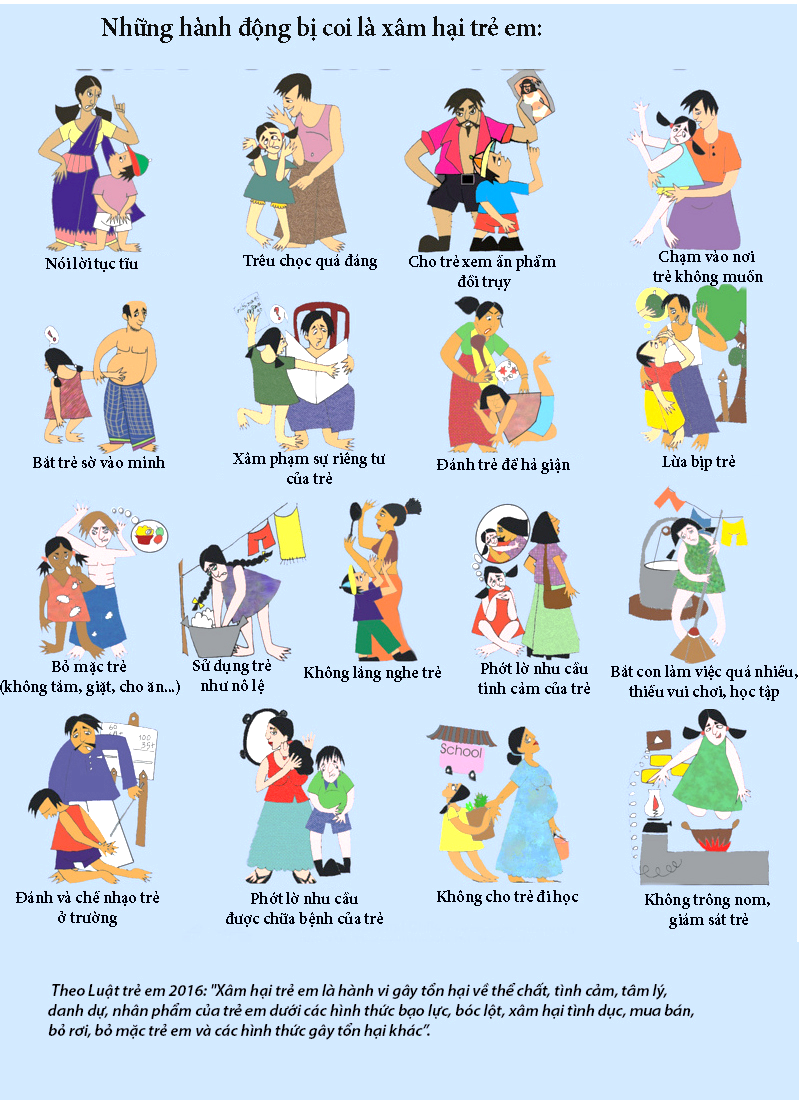 Những hành động bị coi là xâm hại trẻ em:
Nói lời tục tĩu
Trêu chọc quá đáng
Cho trẻ xem ấn phẩm
đồi trụy
Chạm vào nơi
trẻ không muốn
Bắt trẻ sờ vào mình
Xâm phạm sự riêng tư
của trẻ
Đánh trẻ để hả giận
Lừa bịp trẻ
Bỏ mặc trẻ
(không tắm, giặt, cho ăn...)
Sử dụng trẻ
như nô lệ
Không lắng nghe trẻ
Phớt lờ nhu cầu
tình cảm của trẻ
Bắt con làm việc quá nhiều,
thiếu vui chơi, học tập
100
35+
School
Đánh và chế nhạo trẻ
ở trường
Phớt lờ nhu cầu
được chữa bệnh của trẻ
Không cho trẻ đi học
Không trông nom,
giám sát trẻ
Theo Luật trẻ em 2016: "Xâm hại trẻ em là hành vi gây tổn hại về thể chất, tình cảm, tâm lý,
danh dự, nhân phẩm của trẻ em dưới các hình thức bạo lực, bóc lột, xâm hại tình dục, mua bán,
bỏ rơi, bỏ mặc trẻ em và các hình thức gây tổn hại khác”.